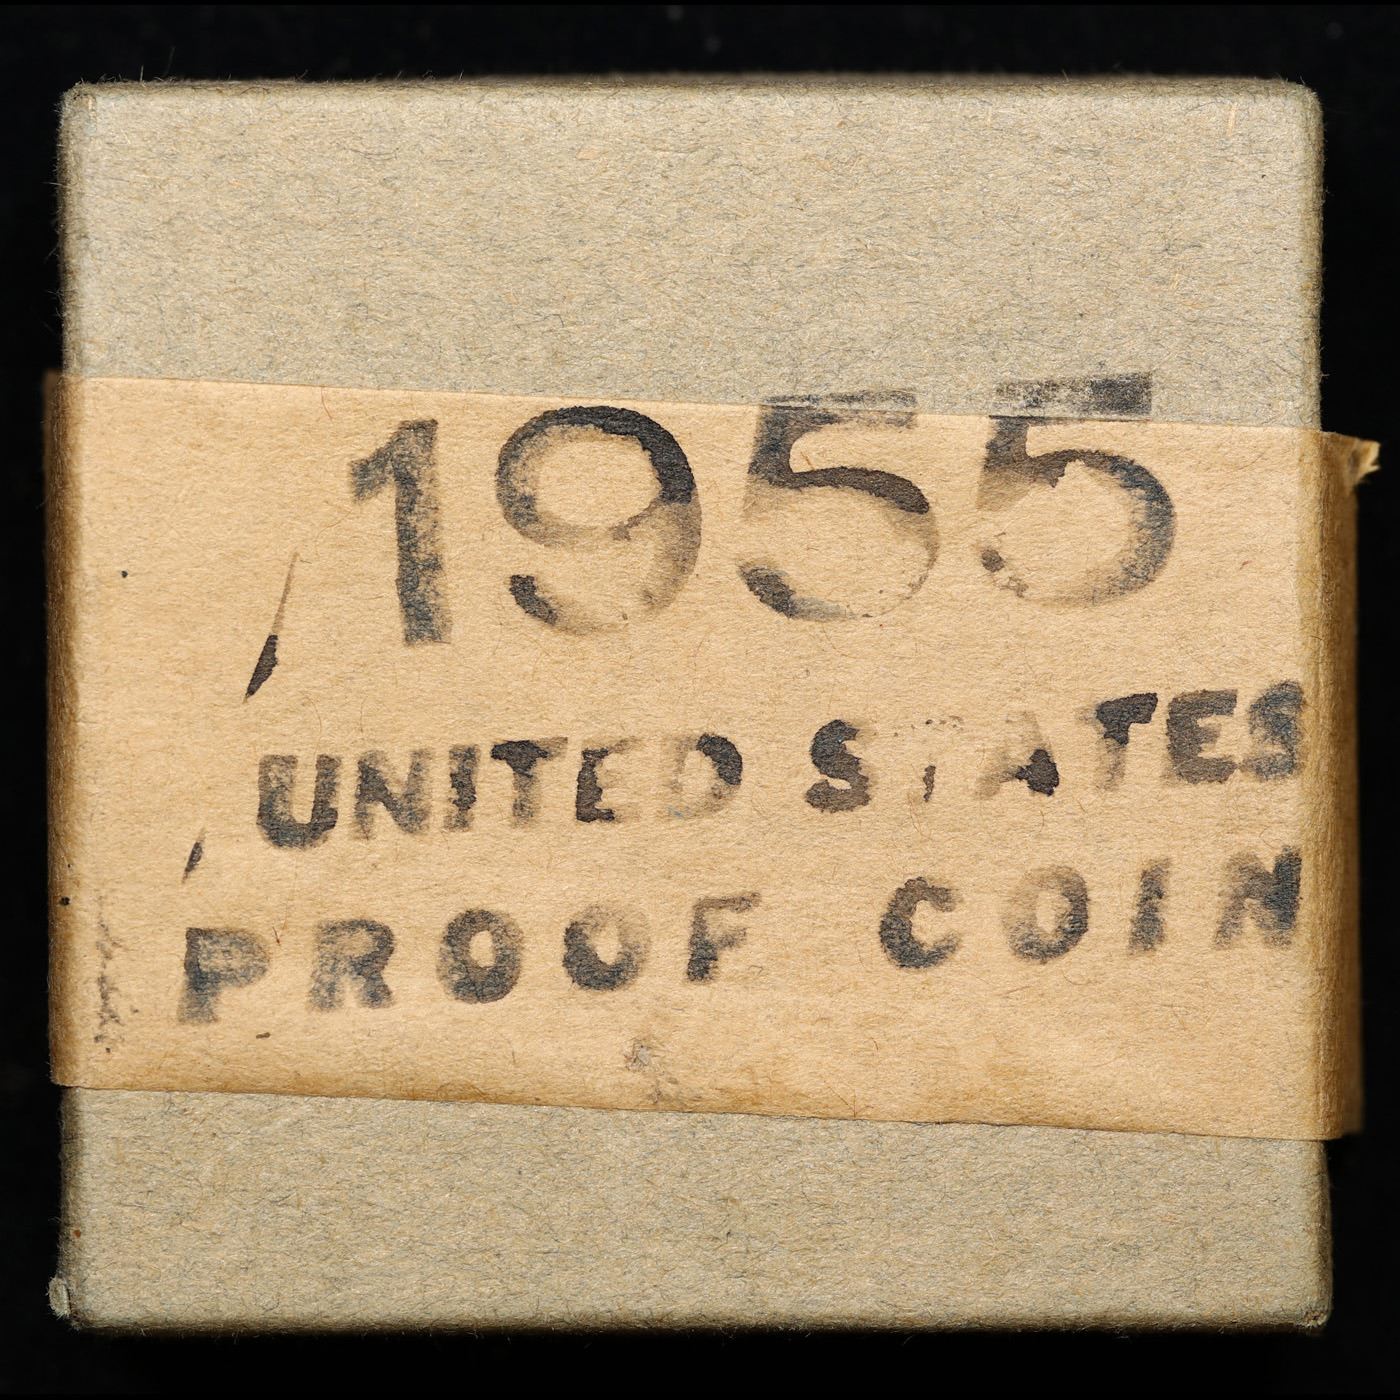 1955
UNITED STATES
PROOF COIN